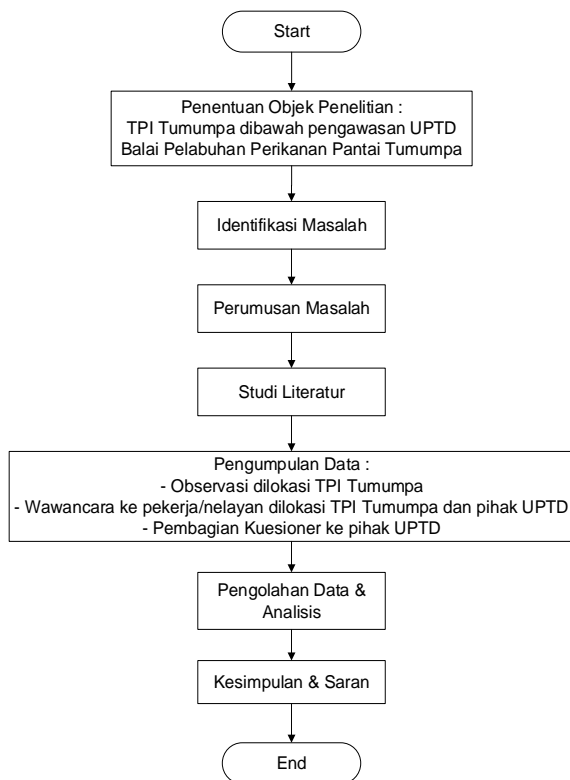 Start
Penentuan Objek Penelitian :
TPI Tumumpa dibawah pengawasan UPTD
Balai Pelabuhan Perikanan Pantai Tumumpa
Identifikasi Masalah
Perumusan Masalah
Studi Literatur
Pengumpulan Data :
- Observasi dilokasi TPI Tumumpa
- Wawancara ke pekerja/nelayan dilokasi TPI Tumumpa dan pihak UPTD
- Pembagian Kuesioner ke pihak UPTD
Pengolahan Data &
Analisis
Kesimpulan & Saran
End